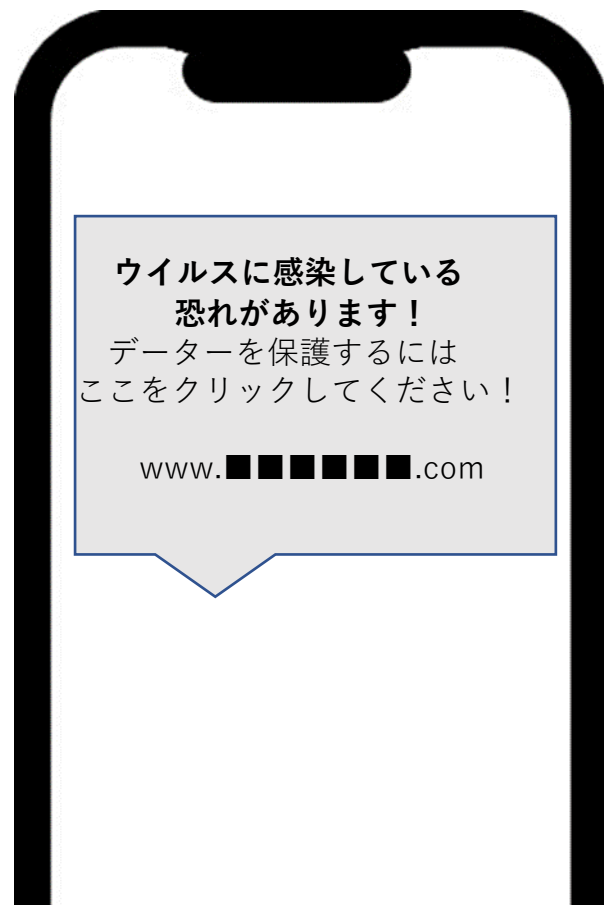 ウイルスに感染している
恐れがあります！
データーを保護するには
ここをクリックしてください！
www.■■■■■■.com